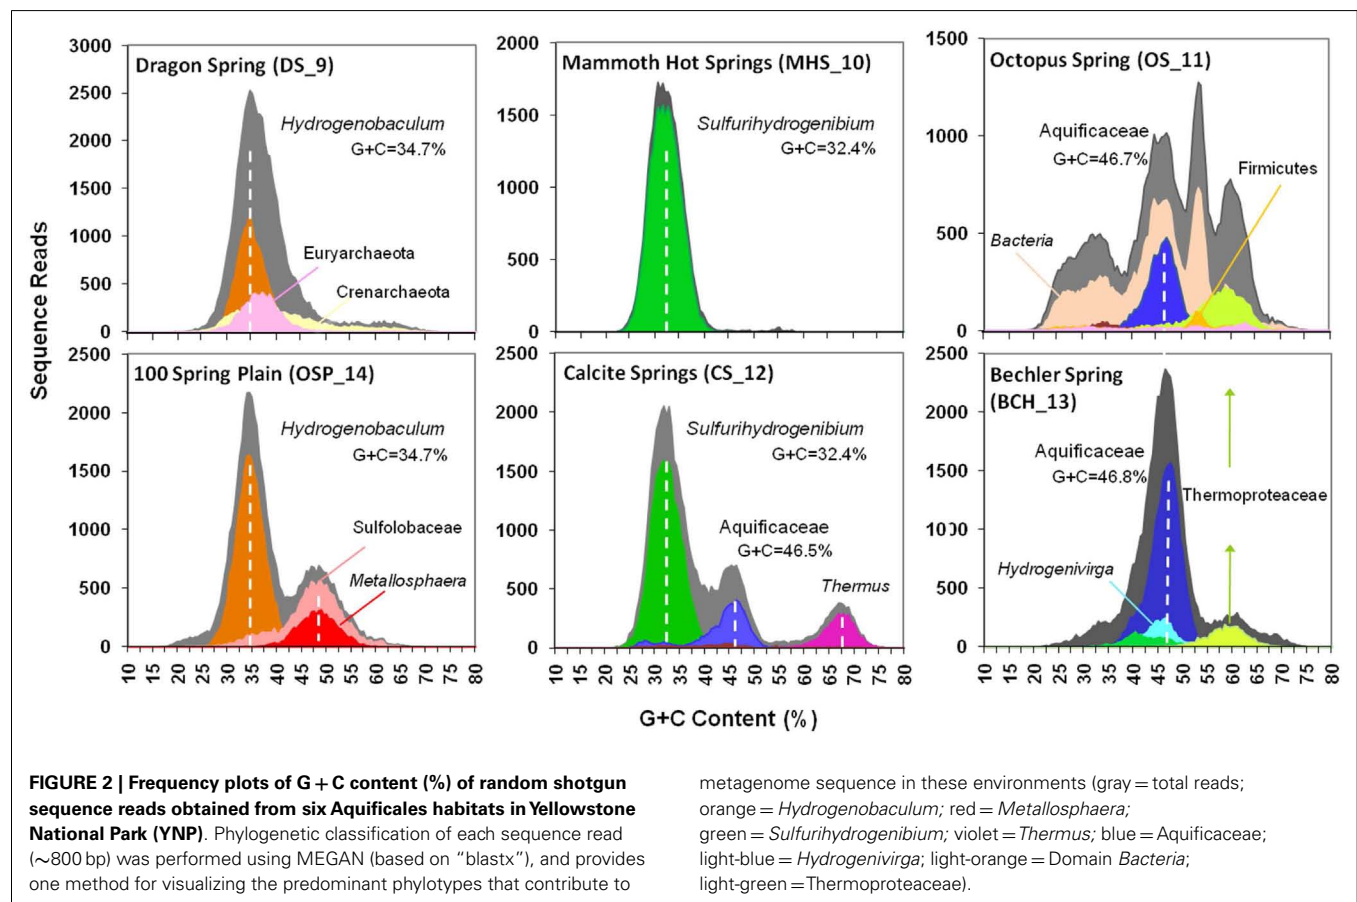 Sequence Reads
3000
2500
2000
1500
1000
500
0
Dragon Spring (DS_9)
Hydrogenobaculum
G+C=34.7%
Euryarchaeota
Crenarchaeota
2000
1500
1000
500
0
Mammoth Hot Springs (MHS_10)
Sulfurihydrogenibium
G+C=32.4%
1500
1000
500
0
Octopus Spring (OS_11)
Aquificaceae
G+C=46.7%
Firmicutes
Bacteria
2500
2000
1500
1000
500
0
100 Spring Plain (OSP_14)
Hydrogenobaculum
G+C=34.7%
Sulfolobaceae
Metallosphaera
10 15 20 25 30 35 40 45 50 55 60 65 70 75 80
2500
2000
1500
1000
500
0
Calcite Springs (CS_12)
Sulfurihydrogenibium
G+C=32.4%
Aquificaceae
G+C=46.5%
Thermus
10 15 20 25 30 35 40 45 50 55 60 65 70 75 80
2500
2000
1500
1000
500
0
Bechler Spring
(BCH_13)
Aquificaceae
G+C=46.8%
Thermoproteaceae
Hydrogenivirga
10 15 20 25 30 35 40 45 50 55 60 65 70 75 80
G+C Content (%)
FIGURE 2 | Frequency plots of G + C content (%) of random shotgun
sequence reads obtained from six Aquificales habitats in Yellowstone
National Park (YNP). Phylogenetic classification of each sequence read
(∼800 bp) was performed using MEGAN (based on “blastx”), and provides
one method for visualizing the predominant phylotypes that contribute to
metagenome sequence in these environments (gray = total reads;
orange = Hydrogenobaculum; red = Metallosphaera;
green = Sulfurihydrogenibium; violet = Thermus; blue = Aquificaceae;
light-blue = Hydrogenivirga; light-orange = Domain Bacteria;
light-green = Thermoproteaceae).